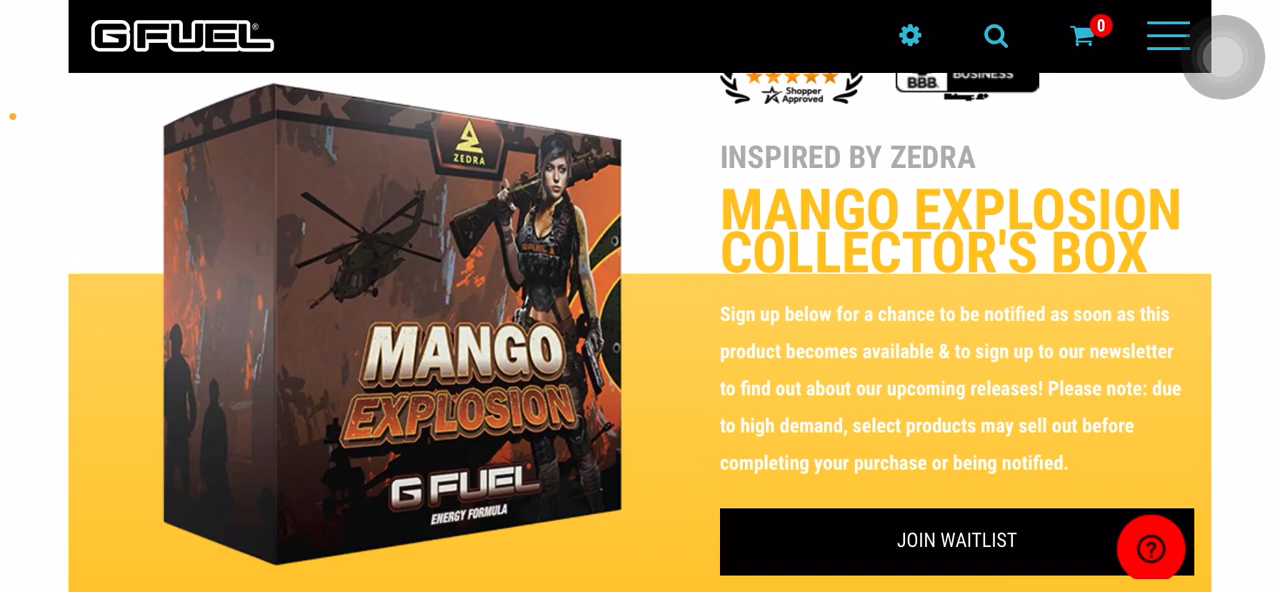 G FUEL®
0
Shopper
Approved
BBB.
BUSINESS
INSPIRED BY ZEDRA
MANGO EXPLOSION
COLLECTOR'S BOX
Sign up below for a chance to be notified as soon as this
product becomes available & to sign up to our newsletter
to find out about our upcoming releases! Please note: due
to high demand, select products may sell out before
completing your purchase or being notified.
JOIN WAITLIST
ZEDRA
G FUEL
MANGO
EXPLOSION
G FUEL
ENERGY FORMULA